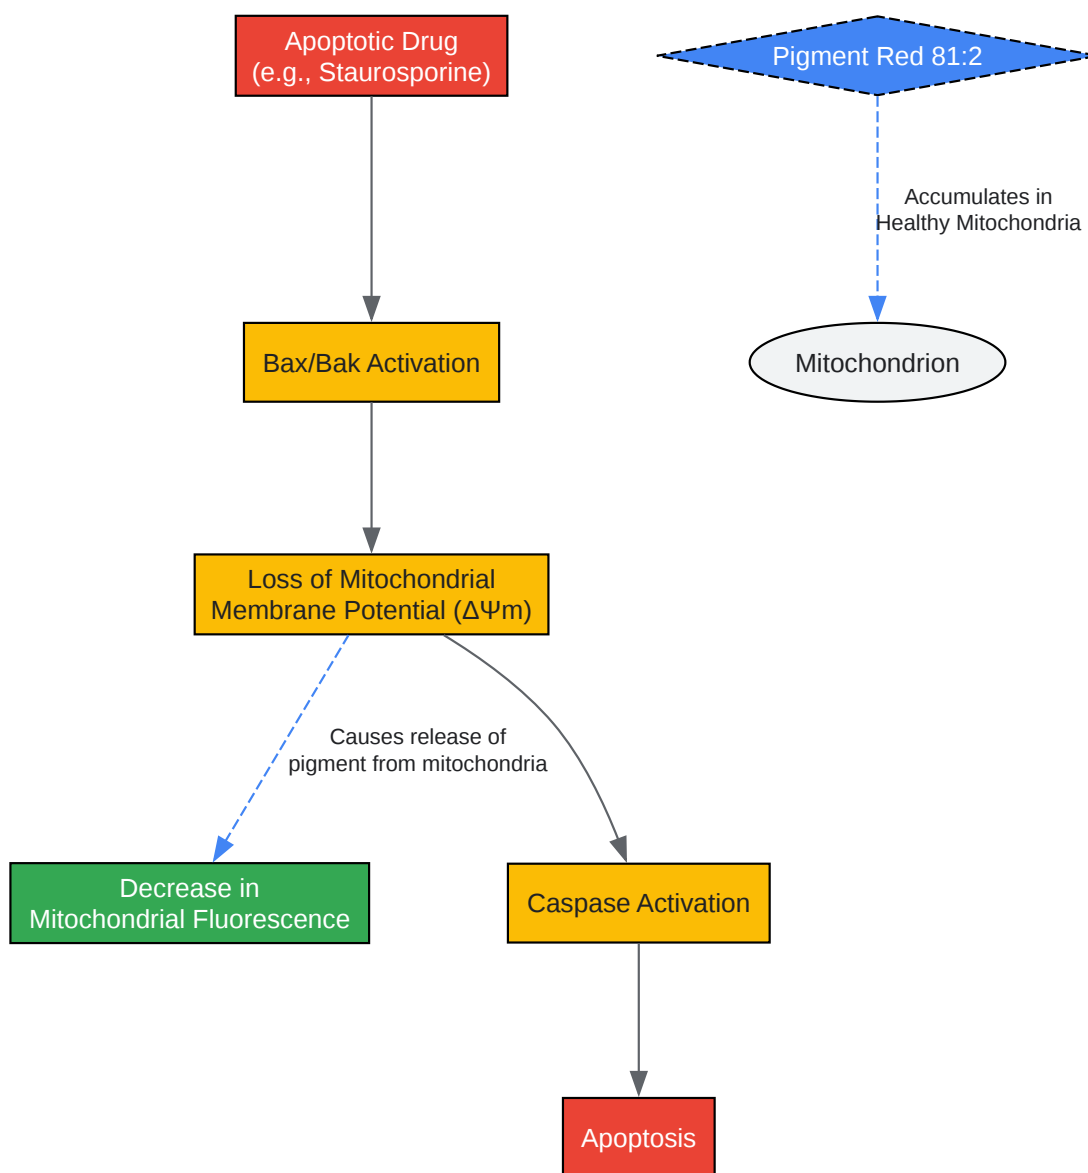 Apoptotic Drug
(e.g., Staurosporine)
Pigment Red 81:2
Accumulates in
Healthy Mitochondria
Bax/Bak Activation
Mitochondrion
Loss of Mitochondrial
Membrane Potential (ΔΨm)
Causes release of
pigment from mitochondria
Decrease in
Mitochondrial Fluorescence
Caspase Activation
Apoptosis